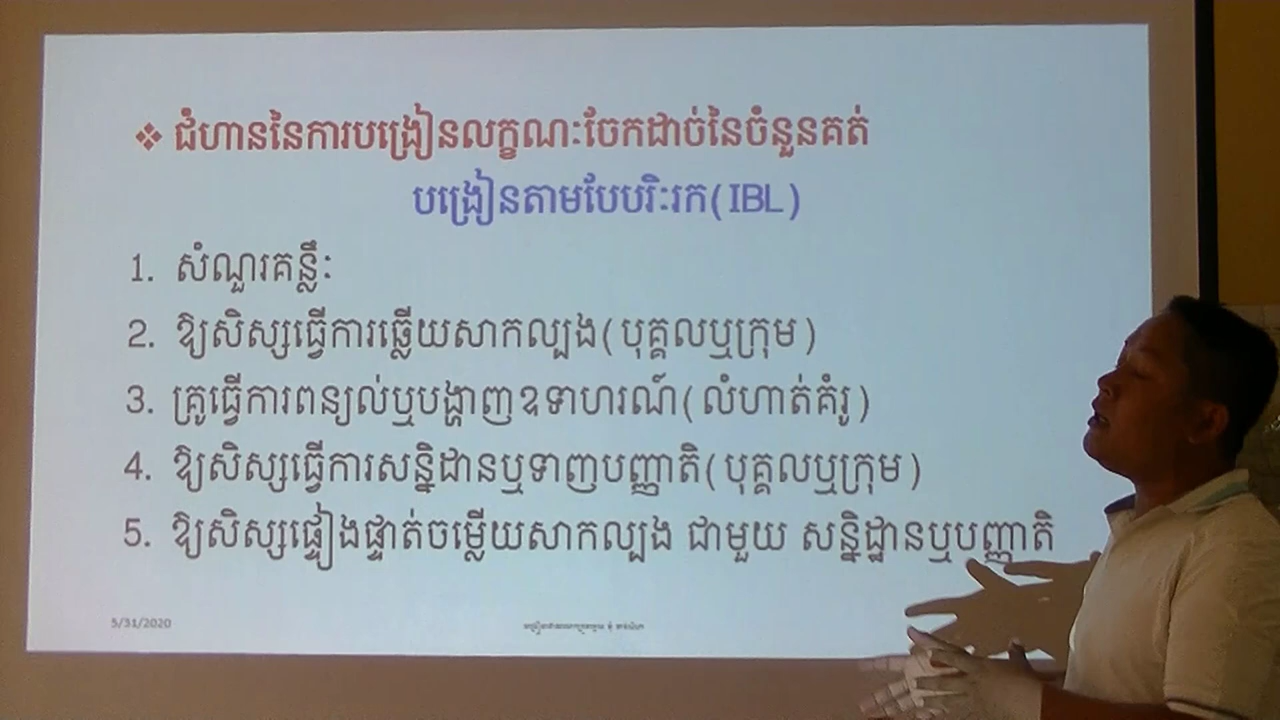 ❖ ជំហាននៃការបង្រៀនលក្ខណៈចែកដាច់នៃចំនួនគត់
បង្រៀនតាមបែបរិៈរក(IBL)
1. សំណួរគន្លឹៈ
2. ឱ្យសិស្សធ្វើការឆ្លើយសាកល្បង(បុគ្គលឬក្រុម)
3. គ្រូធ្វើការពន្យល់ឬបង្ហាញឧទាហរណ៍(លំហាត់គំរូ)
4. ឱ្យសិស្សធ្វើការសន្និដានឬទាញបញ្ញាតិ(បុគ្គលឬក្រុម)
5. ឱ្យសិស្សផ្ទៀងផ្ទាត់ចម្លើយសាកល្បង ជាមួយ សន្និដ្ឋានឬបញ្ញាតិ
5/31/2020